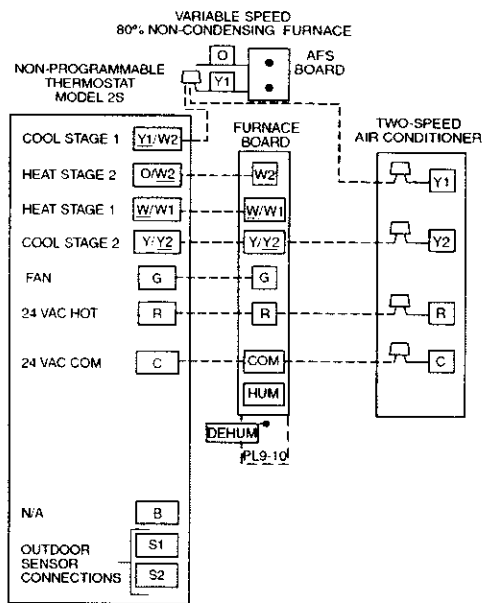 VARIABLE SPEED
80% NON-CONDENSING FURNACE
O
Y1
AFS
BOARD
NON-PROGRAMMABLE
THERMOSTAT
MODEL 2S
FURNACE
BOARD
TWO-SPEED
AIR CONDITIONER
COOL STAGE 1
Y1/W2
Y1
HEAT STAGE 2
O/W2
W2
HEAT STAGE 1
W/W1
W/W1
COOL STAGE 2
Y/Y2
Y/Y2
Y2
FAN
G
G
24 VAC HOT
R
R
R
24 VAC COM
C
COM
C
HUM
DEHUM
PL9-10
N/A
B
OUTDOOR
SENSOR
CONNECTIONS
S1
S2